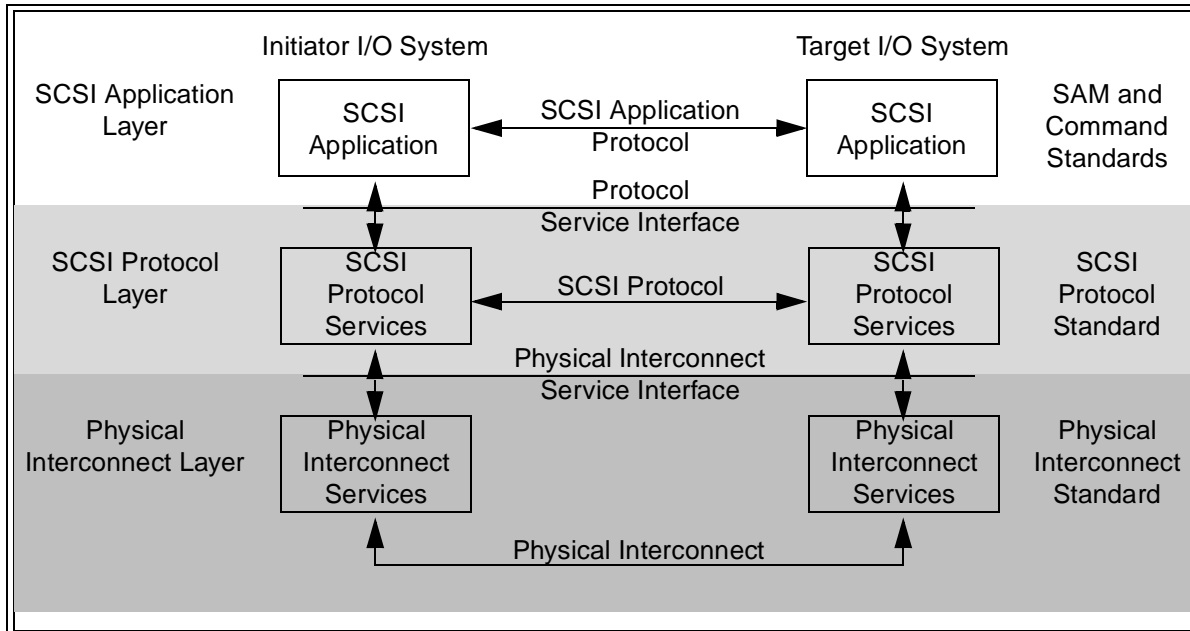 Initiator I/O System
Target I/O System
SCSI Application
Layer
SCSI
Application
SCSI Application
Protocol
SCSI
Application
SAM and
Command
Standards
Protocol
Service Interface
SCSI Protocol
Layer
SCSI
Protocol
Services
SCSI Protocol
SCSI
Protocol
Services
SCSI
Protocol
Standard
Physical Interconnect
Service Interface
Physical
Interconnect Layer
Physical
Interconnect
Services
Physical
Interconnect
Services
Physical
Interconnect
Standard
Physical Interconnect